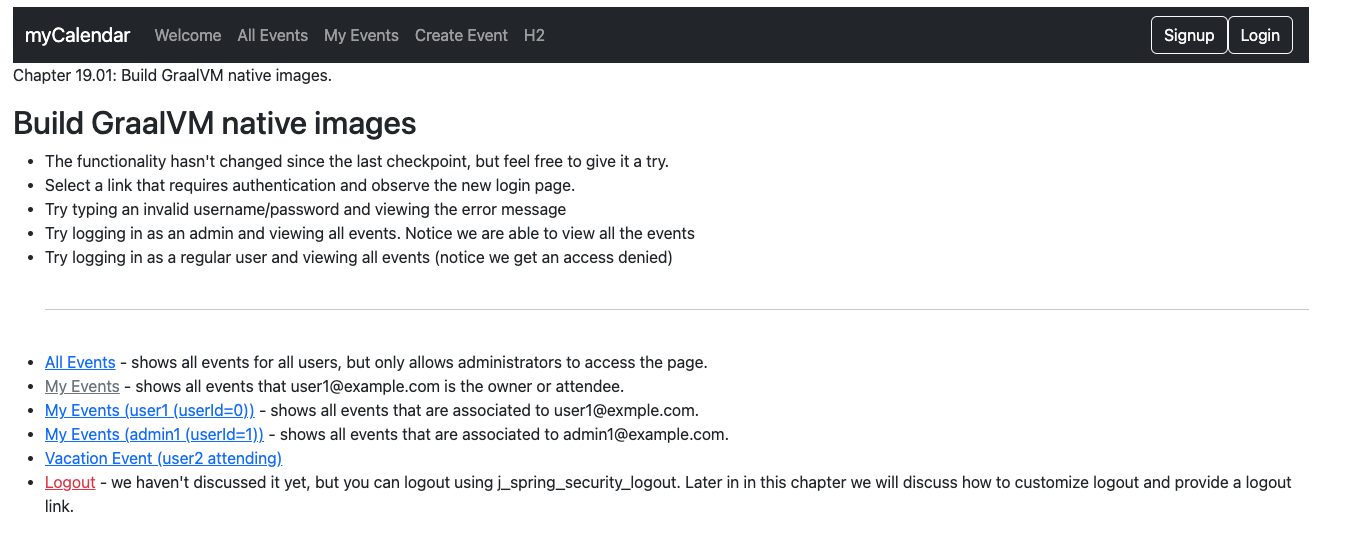 myCalendar Welcome All Events My Events Create Event H2 Signup Login
Chapter 19.01: Build GraalVM native images.
Build GraalVM native images
• The functionality hasn't changed since the last checkpoint, but feel free to give it a try.
• Select a link that requires authentication and observe the new login page.
• Try typing an invalid username/password and viewing the error message
• Try logging in as an admin and viewing all events. Notice we are able to view all the events
• Try logging in as a regular user and viewing all events (notice we get an access denied)
• All Events - shows all events for all users, but only allows administrators to access the page.
• My Events - shows all events that user1@example.com is the owner or attendee.
• My Events (user1 (userId=0)) - shows all events that are associated to user1@exmple.com.
• My Events (admin1 (userId=1)) - shows all events that are associated to admin1@example.com.
• Vacation Event (user2 attending)
• Logout - we haven't discussed it yet, but you can logout using j_spring_security_logout. Later in in this chapter we will discuss how to customize logout and provide a logout
link.